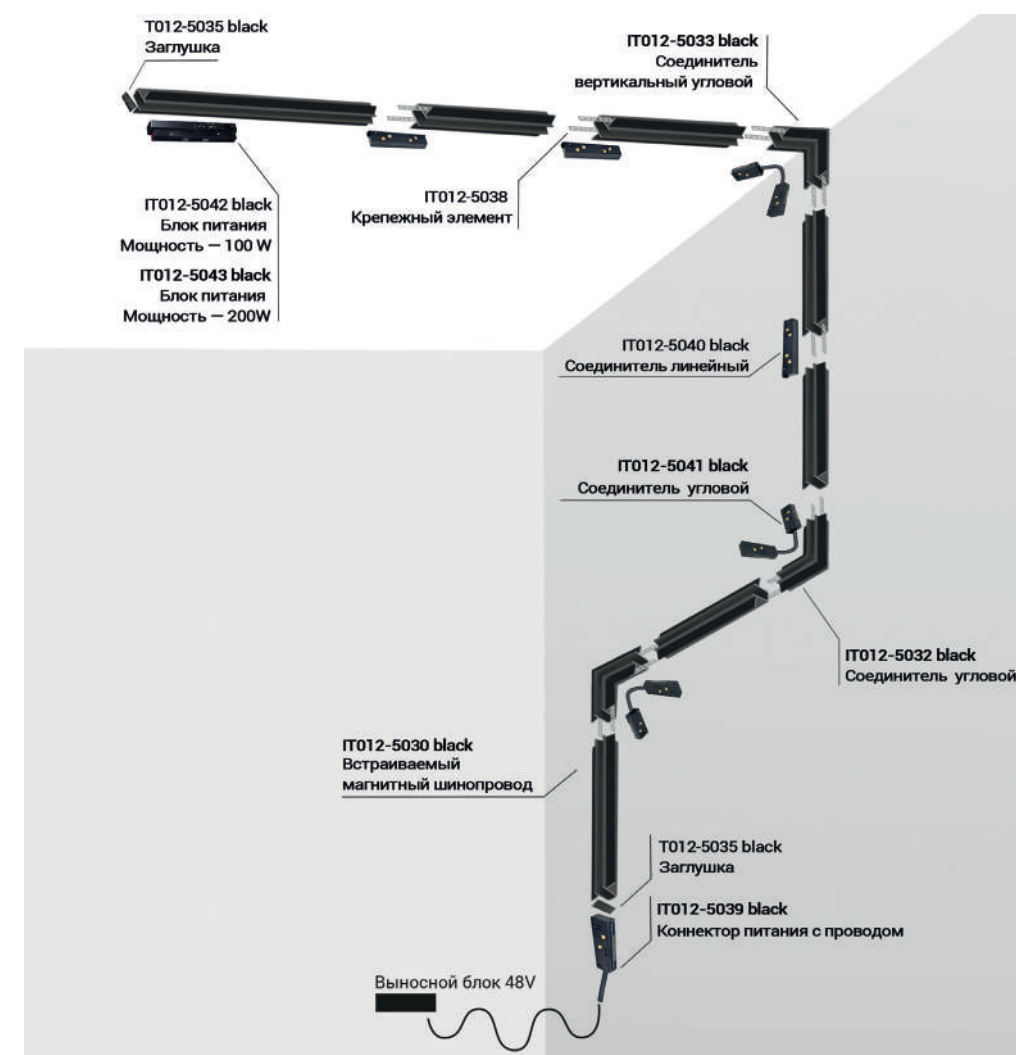 T012-5035 black
Заглушка
IT012-5033 black
Соединитель
вертикальный угловой
IT012-5042 black
Блок питания
Мощность — 100 W
IT012-5043 black
Блок питания
Мощность — 200W
IT012-5038
Крепежный элемент
IT012-5040 black
Соединитель линейный
IT012-5041 black
Соединитель угловой
IT012-5032 black
Соединитель угловой
IT012-5030 black
Встраиваемый
магнитный шинопровод
T012-5035 black
Заглушка
IT012-5039 black
Коннектор питания с проводом
Выносной блок 48V